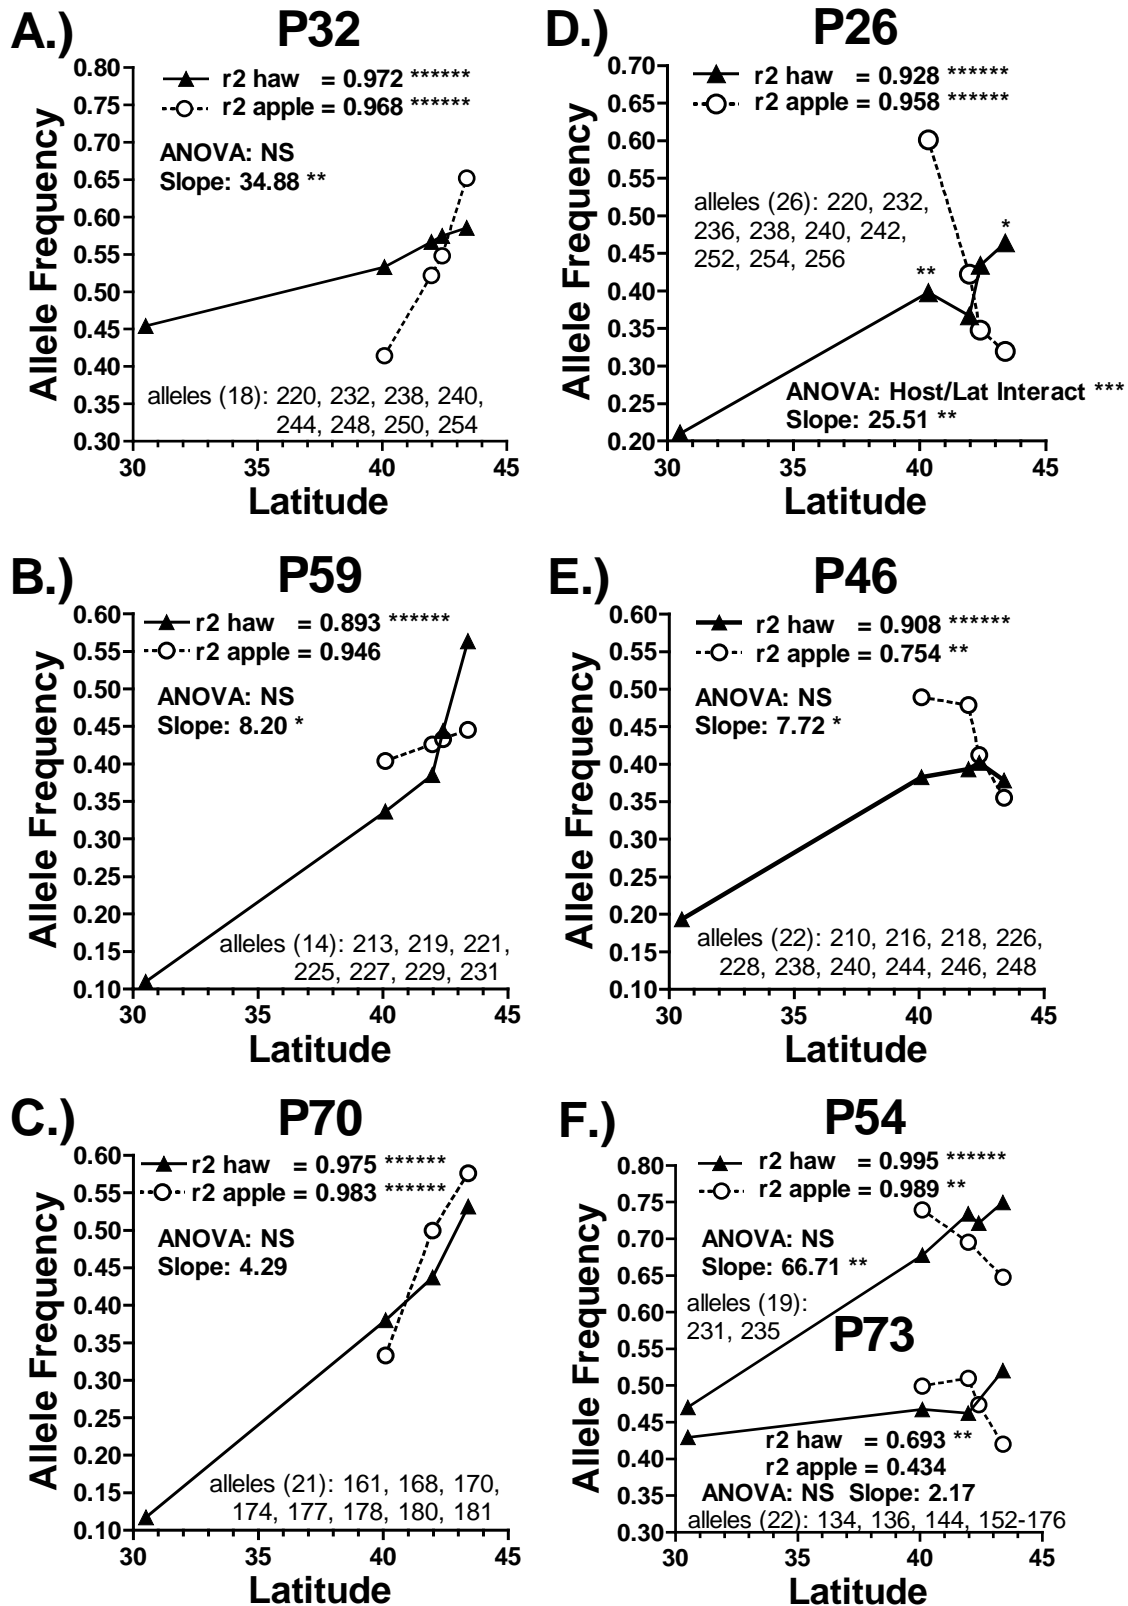 A.) P32
r2 haw = 0.972 ******
r2 apple = 0.968 ******
ANOVA: NS
Slope: 34.88 **
alleles (18): 220, 232, 238, 240,
244, 248, 250, 254
0.80
0.75
0.70
0.65
0.60
0.55
0.50
0.45
0.40
0.35
0.30
30 35 40 45
Allele Frequency
Latitude
D.) P26
r2 haw = 0.928 ******
r2 apple = 0.958 ******
alleles (26): 220, 232,
236, 238, 240, 242,
252, 254, 256
**
*
ANOVA: Host/Lat Interact ***
Slope: 25.51 **
0.70
0.65
0.60
0.55
0.50
0.45
0.40
0.35
0.30
0.25
0.20
30 35 40 45
Allele Frequency
Latitude
B.) P59
r2 haw = 0.893 ******
r2 apple = 0.946
ANOVA: NS
Slope: 8.20 *
alleles (14): 213, 219, 221,
225, 227, 229, 231
0.60
0.55
0.50
0.45
0.40
0.35
0.30
0.25
0.20
0.15
0.10
30 35 40 45
Allele Frequency
Latitude
E.) P46
r2 haw = 0.908 ******
r2 apple = 0.754 **
ANOVA: NS
Slope: 7.72 *
alleles (22): 210, 216, 218, 226,
228, 238, 240, 244, 246, 248
0.60
0.55
0.50
0.45
0.40
0.35
0.30
0.25
0.20
0.15
0.10
30 35 40 45
Allele Frequency
Latitude
C.) P70
r2 haw = 0.975 ******
r2 apple = 0.983 ******
ANOVA: NS
Slope: 4.29
alleles (21): 161, 168, 170,
174, 177, 178, 180, 181
0.60
0.55
0.50
0.45
0.40
0.35
0.30
0.25
0.20
0.15
0.10
30 35 40 45
Allele Frequency
Latitude
F.) P54
r2 haw = 0.995 ******
r2 apple = 0.989 **
ANOVA: NS
Slope: 66.71 **
alleles (19):
231, 235
P73
r2 haw = 0.693 **
r2 apple = 0.434
ANOVA: NS Slope: 2.17
alleles (22): 134, 136, 144, 152-176
0.80
0.75
0.70
0.65
0.60
0.55
0.50
0.45
0.40
0.35
0.30
30 35 40 45
Allele Frequency
Latitude